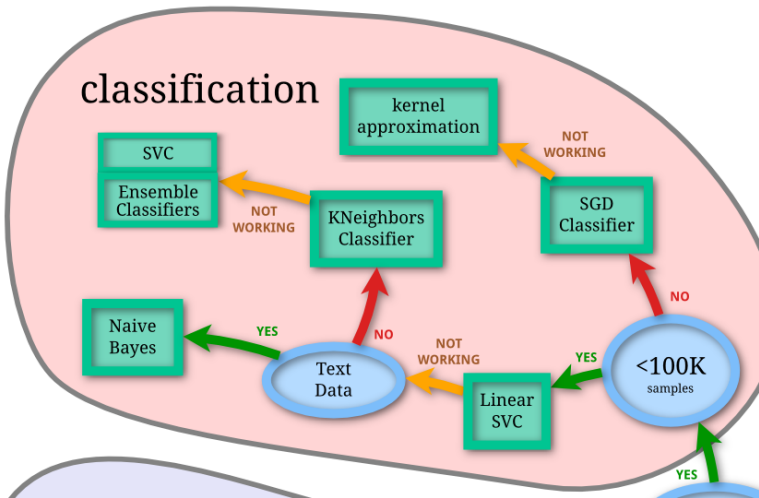 classification
kernel
approximation
NOT
WORKING
SVC
Ensemble
Classifiers
NOT
WORKING
KNeighbors
Classifier
SGD
Classifier
NO
Naive
Bayes
YES
NO
Text
Data
NOT
WORKING
Linear
SVC
YES
<100K
samples
YES